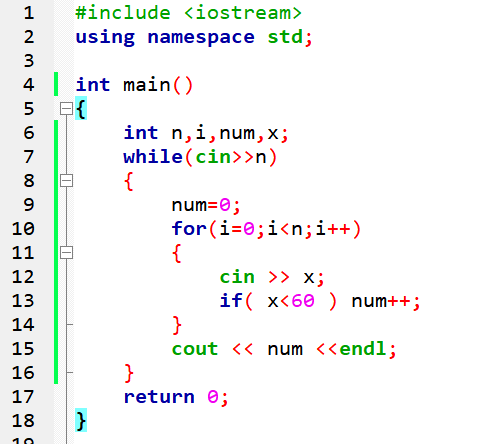 1 #include <iostream>
2 using namespace std;
3
4 int main()
5 {
6 int n,i,num,x;
7 while(cin>>n)
8 {
9 num=0;
10 for(i=0;i<n;i++)
11 {
12 cin >> x;
13 if( x<60 ) num++;
14 }
15 cout << num <<endl;
16 }
17 return 0;
18 }
19